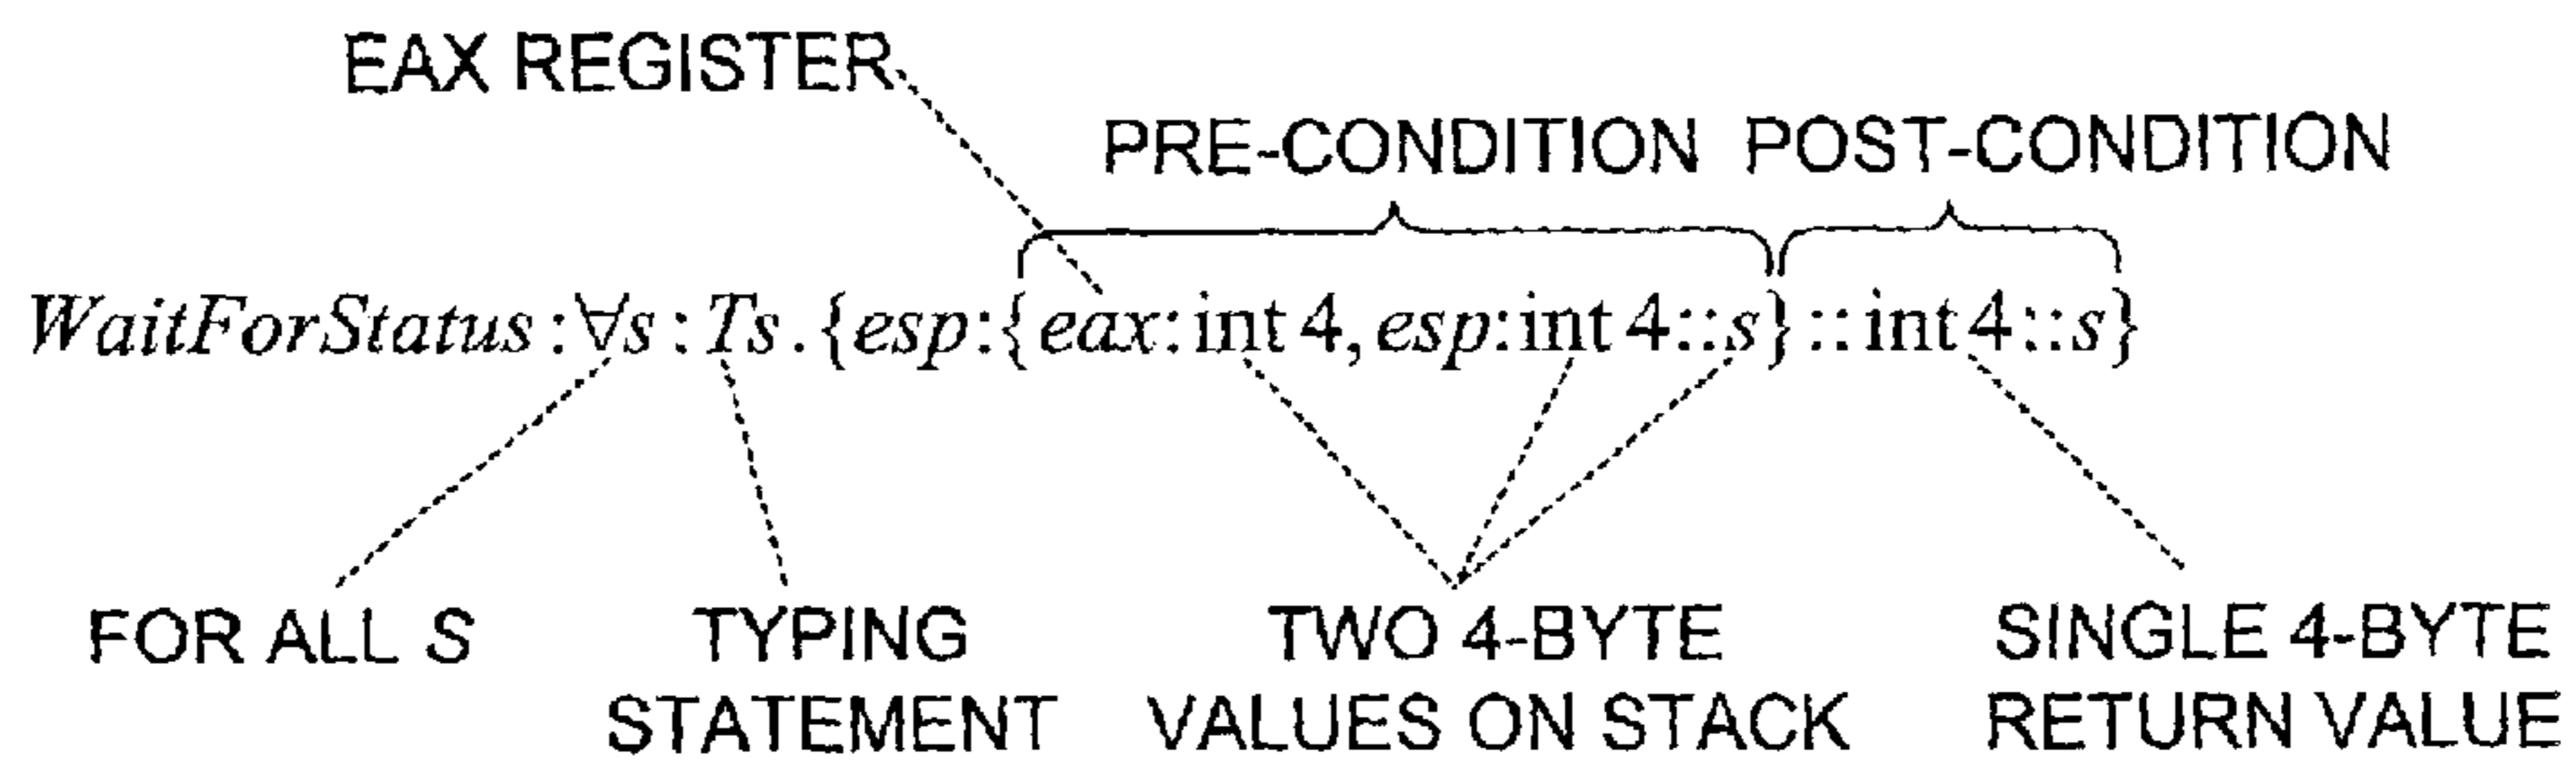 EAX REGISTER
PRE-CONDITION POST-CONDITION
WaitForStatus:∀s:Ts.{esp:{eax:int 4, esp:int 4::s}::int 4::s}
FOR ALL S
TYPING
STATEMENT
TWO 4-BYTE
VALUES ON STACK
SINGLE 4-BYTE
RETURN VALUE